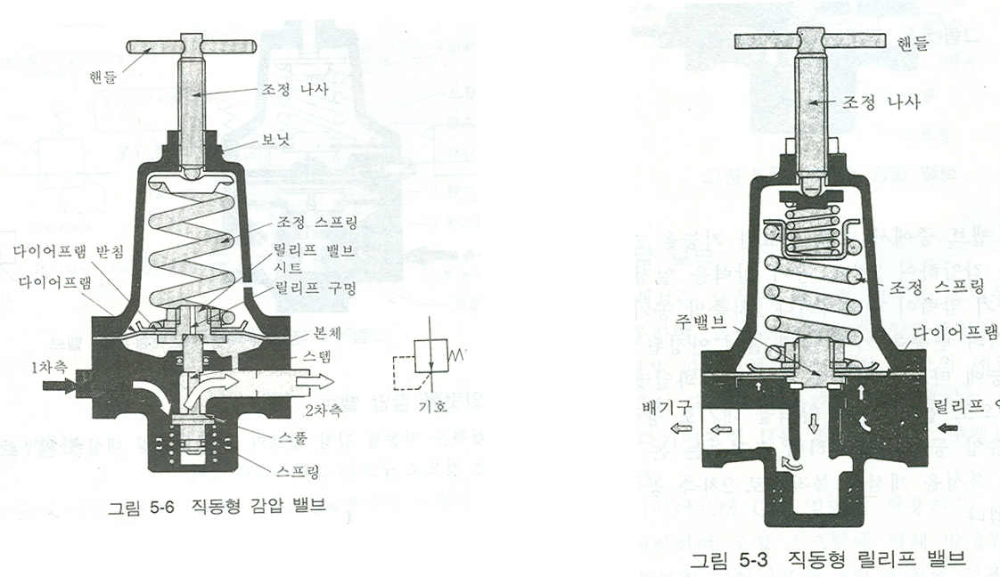 핸들
조정 나사
보닛
조정 스프링
다이어프램 받침
릴리프 밸브
시트
다이어프램
릴리프 구멍
본체
스템
1차측
2차측
기호
스풀
스프링
그림 5-6 직동형 감압 밸브
핸들
조정 나사
조정 스프링
주밸브
다이어프램
배기구
릴리프
그림 5-3 직동형 릴리프 밸브